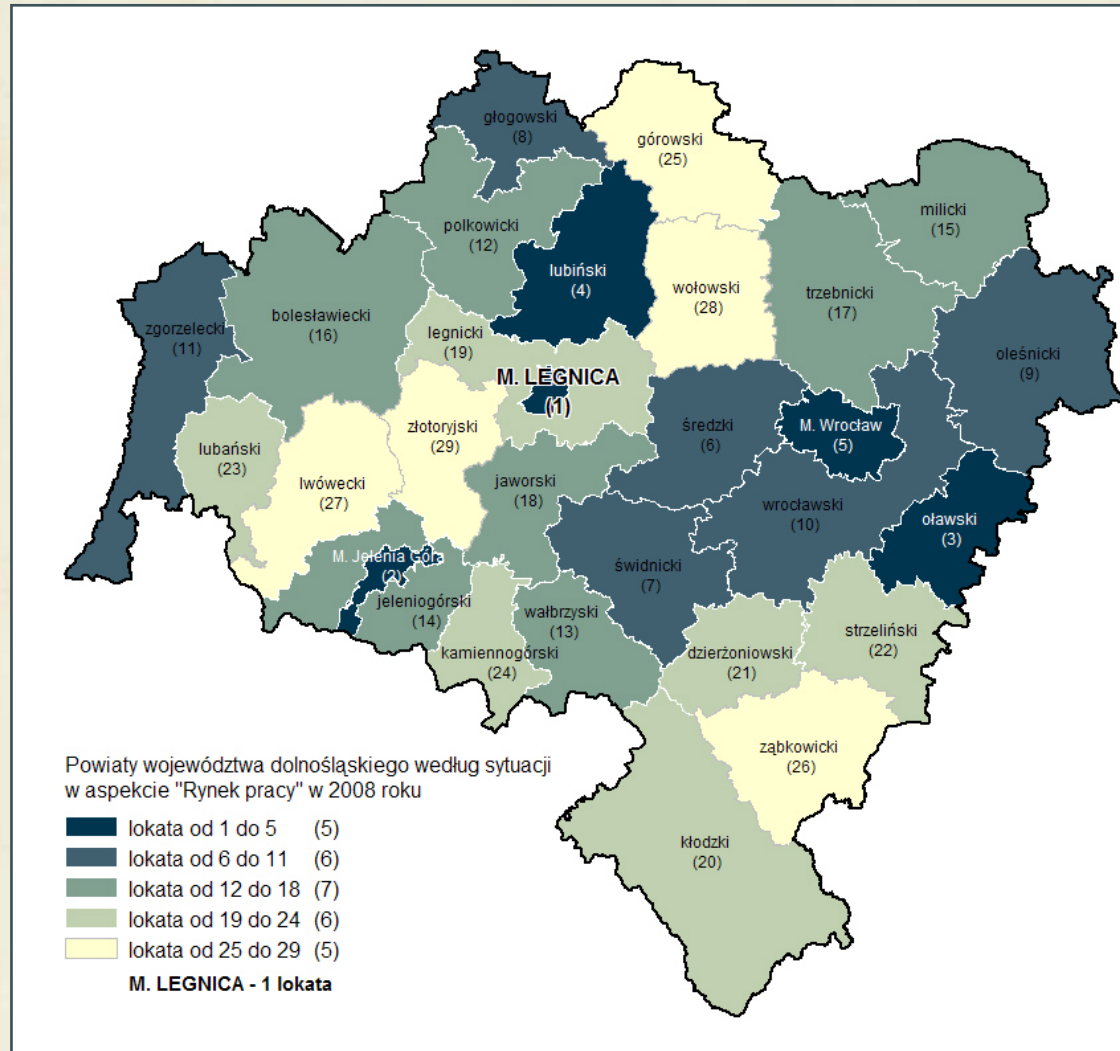 głogowski
(8)
górowski
(25)
milicki
(15)
polkowicki
(12)
lubiński
(4)
wołowski
(28)
trzebnicki
(17)
zgorzelecki
(11)
bolesławiecki
(16)
legnicki
(19)
oleśnicki
(9)
M. LEGNICA
(1)
złotoryjski
(29)
średzki
(6)
M. Wrocław
(5)
lubański
(23)
lwówecki
(27)
jaworski
(18)
wrocławski
(10)
oławski
(3)
M. Jelenia Góra
(2)
świdnicki
(7)
jeleniogórski
(14)
wałbrzyski
(13)
strzeliński
(22)
kamiennogórski
(24)
dzierżoniowski
(21)
ząbkowicki
(26)
kłodzki
(20)
Powiaty województwa dolnośląskiego według sytuacji
w aspekcie "Rynek pracy" w 2008 roku
lokata od 1 do 5 (5)
lokata od 6 do 11 (6)
lokata od 12 do 18 (7)
lokata od 19 do 24 (6)
lokata od 25 do 29 (5)
M. LEGNICA - 1 lokata